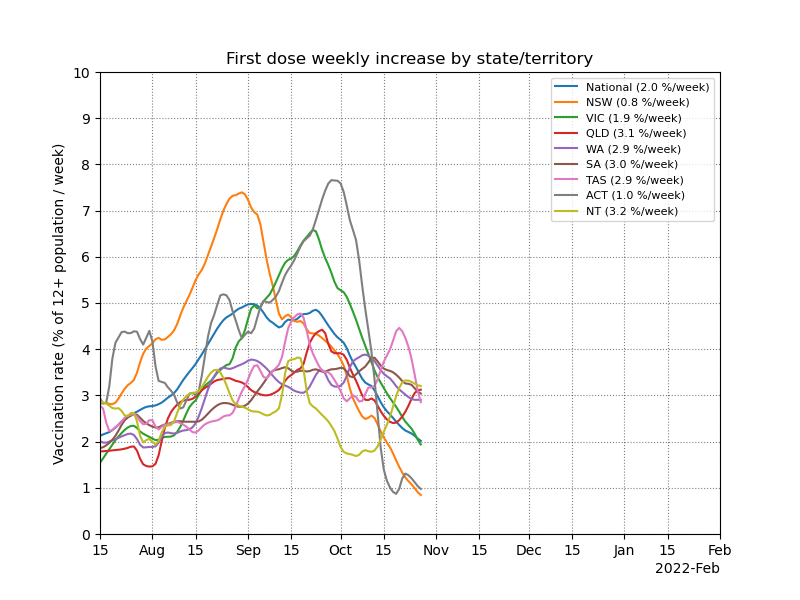 First dose weekly increase by state/territory
Vaccination rate (% of 12+ population / week)
10
9
8
7
6
5
4
3
2
1
0
National (2.0 %/week)
NSW (0.8 %/week)
VIC (1.9 %/week)
QLD (3.1 %/week)
WA (2.9 %/week)
SA (3.0 %/week)
TAS (2.9 %/week)
ACT (1.0 %/week)
NT (3.2 %/week)
15 Aug 15 Sep 15 Oct 15 Nov 15 Dec 15 Jan 15 Feb
2022-Feb